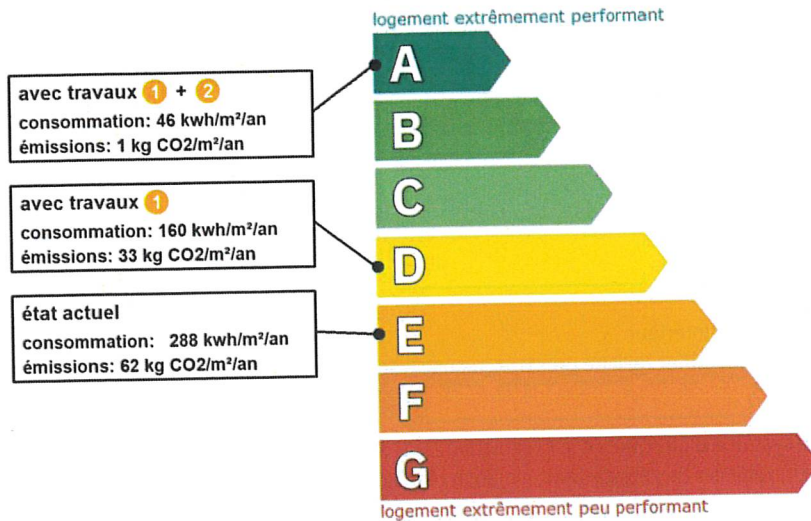 logement extrêmement performant
A
avec travaux 1 + 2
consommation: 46 kwh/m²/an
émissions: 1 kg CO2/m²/an
B
C
avec travaux 1
consommation: 160 kwh/m²/an
émissions: 33 kg CO2/m²/an
D
état actuel
consommation: 288 kwh/m²/an
émissions: 62 kg CO2/m²/an
E
F
G
logement extrêmement peu performant